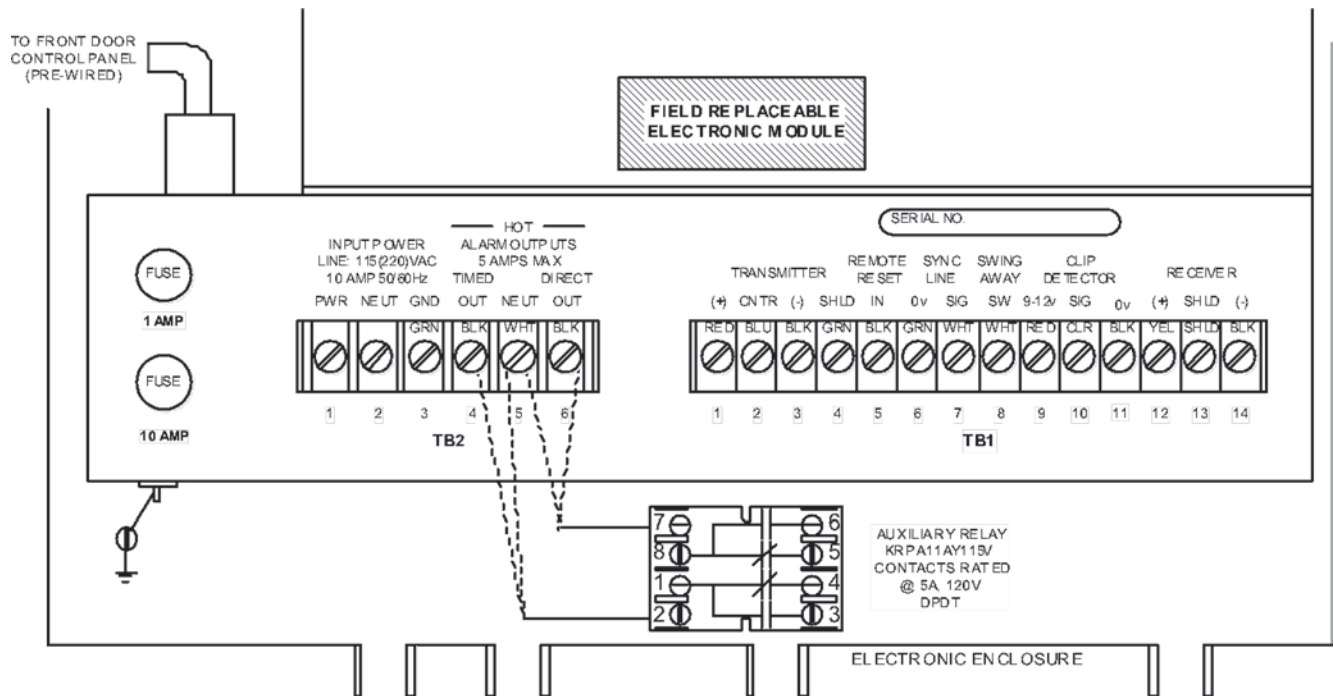 TO FRONT DOOR
CONTROL PANEL
(PRE-WIRED)
FIELD REPLACEABLE
ELECTRONIC MODULE
SERIAL NO.
FUSE
1 AMP
FUSE
10 AMP
INPUT POWER
LINE: 115(220)VAC
10 AMP 50/60Hz
HOT
ALARM OUTPUTS
5 AMPS MAX
TIMED DIRECT
PWR NEUT GND OUT NEUT OUT
GRN BLK WHT BLK
1 2 3 4 5 6
TB2
TRANSMITTER
REMOTE
RESET
SYNC
LINE
SWING
AWAY
CLIP
DETECTOR
RECEIVER
(+) CNTR (-) SHLD IN 0v SIG SW 9-12v SIG 0v (+) SHLD (-)
RED BLU BLK GRN BLK GRN WHT WHT RED CLR BLK YEL SHLD BLK
1 2 3 4 5 6 7 8 9 10 11 12 13 14
TB1
7 6
8 5
1 4
2 3
AUXILIARY RELAY
KRPA11AY115V
CONTACTS RATED
@ 5A, 120V
DPDT
ELECTRONIC ENCLOSURE